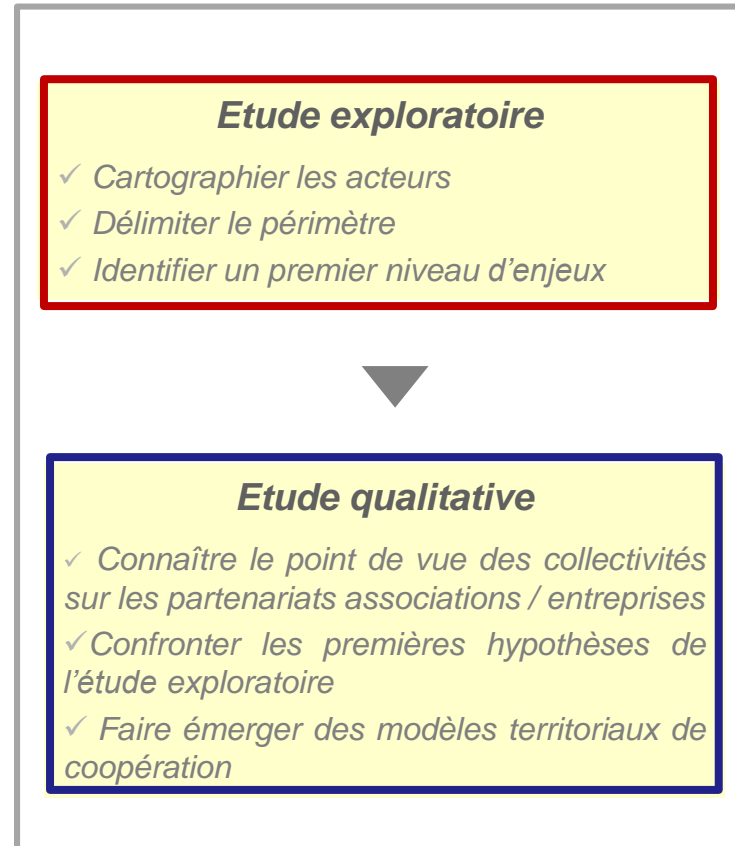 Etude exploratoire
✓ Cartographier les acteurs
✓ Délimiter le périmètre
✓ Identifier un premier niveau d’enjeux
Etude qualitative
✓ Connaître le point de vue des collectivités
sur les partenariats associations / entreprises
✓Confronter les premières hypothèses de
l’étude exploratoire
✓ Faire émerger des modèles territoriaux de
coopération